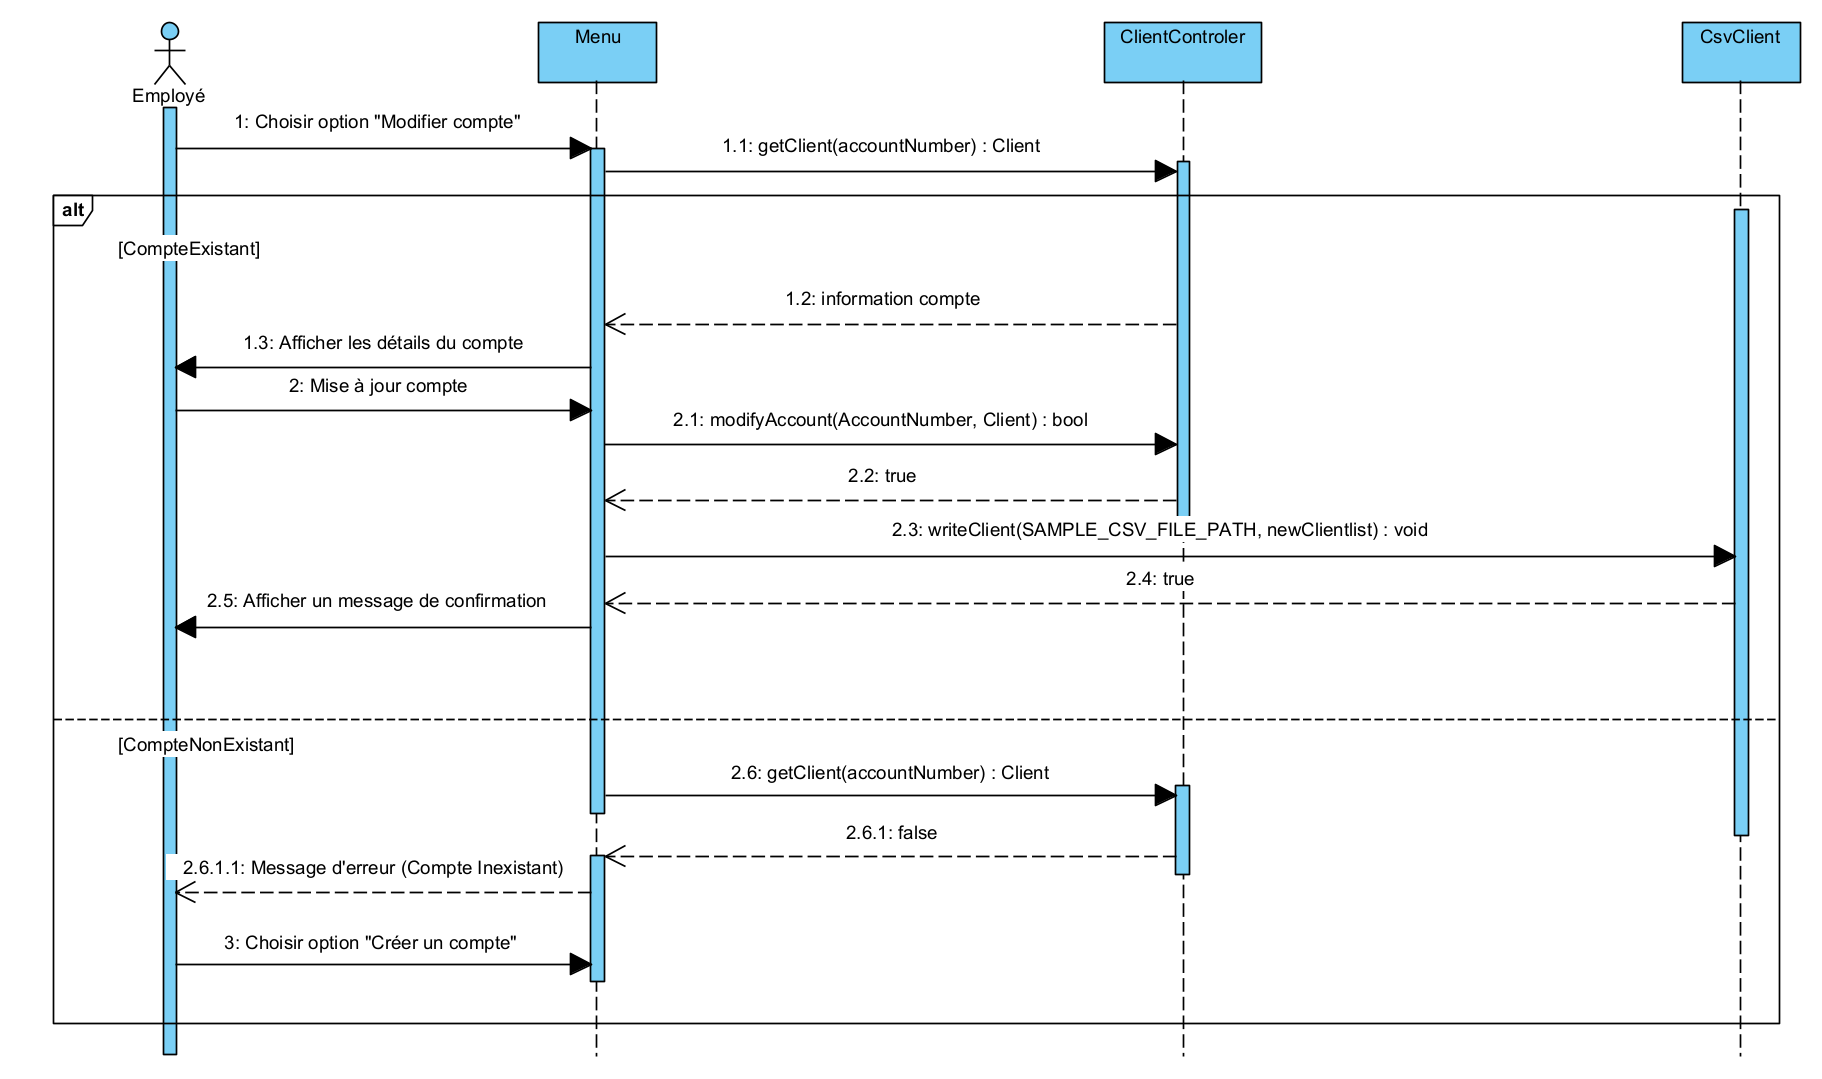 Employé
Menu
ClientControler
CsvClient
1: Choisir option "Modifier compte"
1.1: getClient(accountNumber) : Client
alt
[CompteExistant]
1.2: information compte
1.3: Afficher les détails du compte
2: Mise à jour compte
2.1: modifyAccount(AccountNumber, Client) : bool
2.2: true
2.3: writeClient(SAMPLE_CSV_FILE_PATH, newClientlist) : void
2.4: true
2.5: Afficher un message de confirmation
[CompteNonExistant]
2.6: getClient(accountNumber) : Client
2.6.1: false
2.6.1.1: Message d'erreur (Compte Inexistant)
3: Choisir option "Créer un compte"